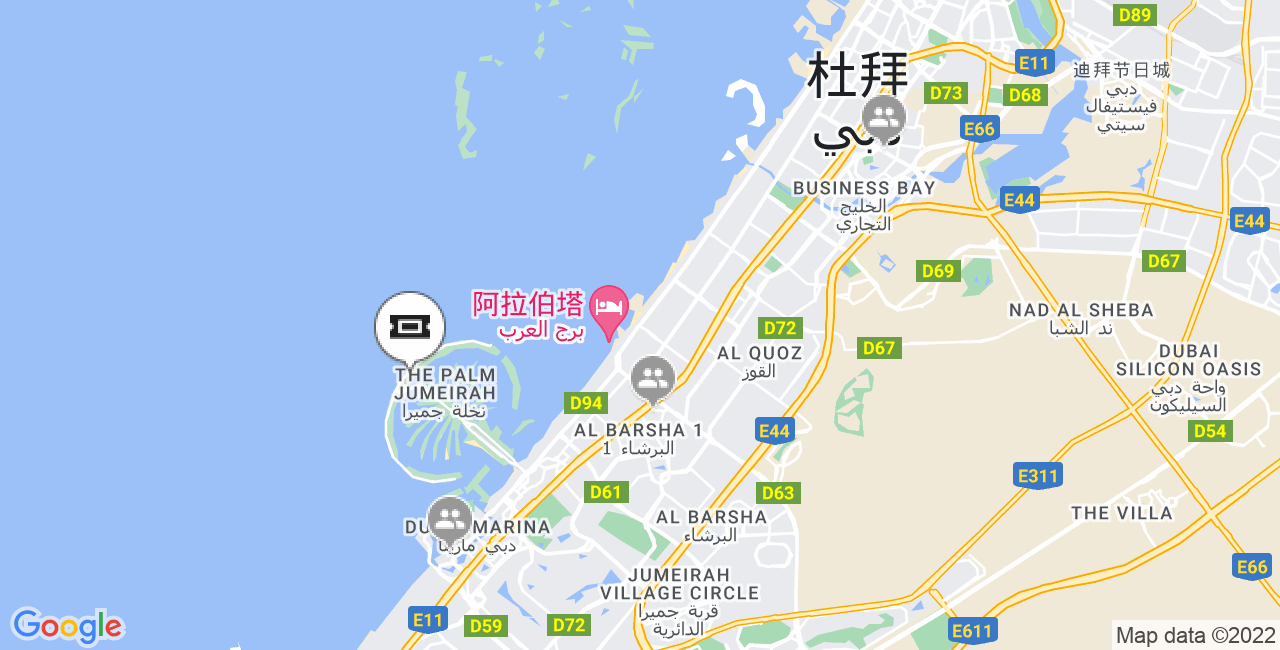 D89
E11
迪拜节日城
دبي
فيستيفال
سيتي
杜拜
دبي
D73
D68
E66
BUSINESS BAY
الخليج
التجاري
E44
E44
D67
D69
阿拉伯塔
برج العرب
NAD AL SHEBA
ند الشبا
D72
D67
AL QUOZ
القوز
DUBAI
SILICON OASIS
واحة دبي
السيليكون
THE PALM
JUMEIRAH
نخلة جميرا
D94
AL BARSHA 1
البرشاء 1
E44
D54
E311
D61
D63
THE VILLA
AL BARSHA
البرشاء
MARINA
دبي مارينا
JUMEIRAH
VILLAGE CIRCLE
قرية جميرا
الدائرية
E66
E11
D59
D72
E611
Google
Map data ©2022